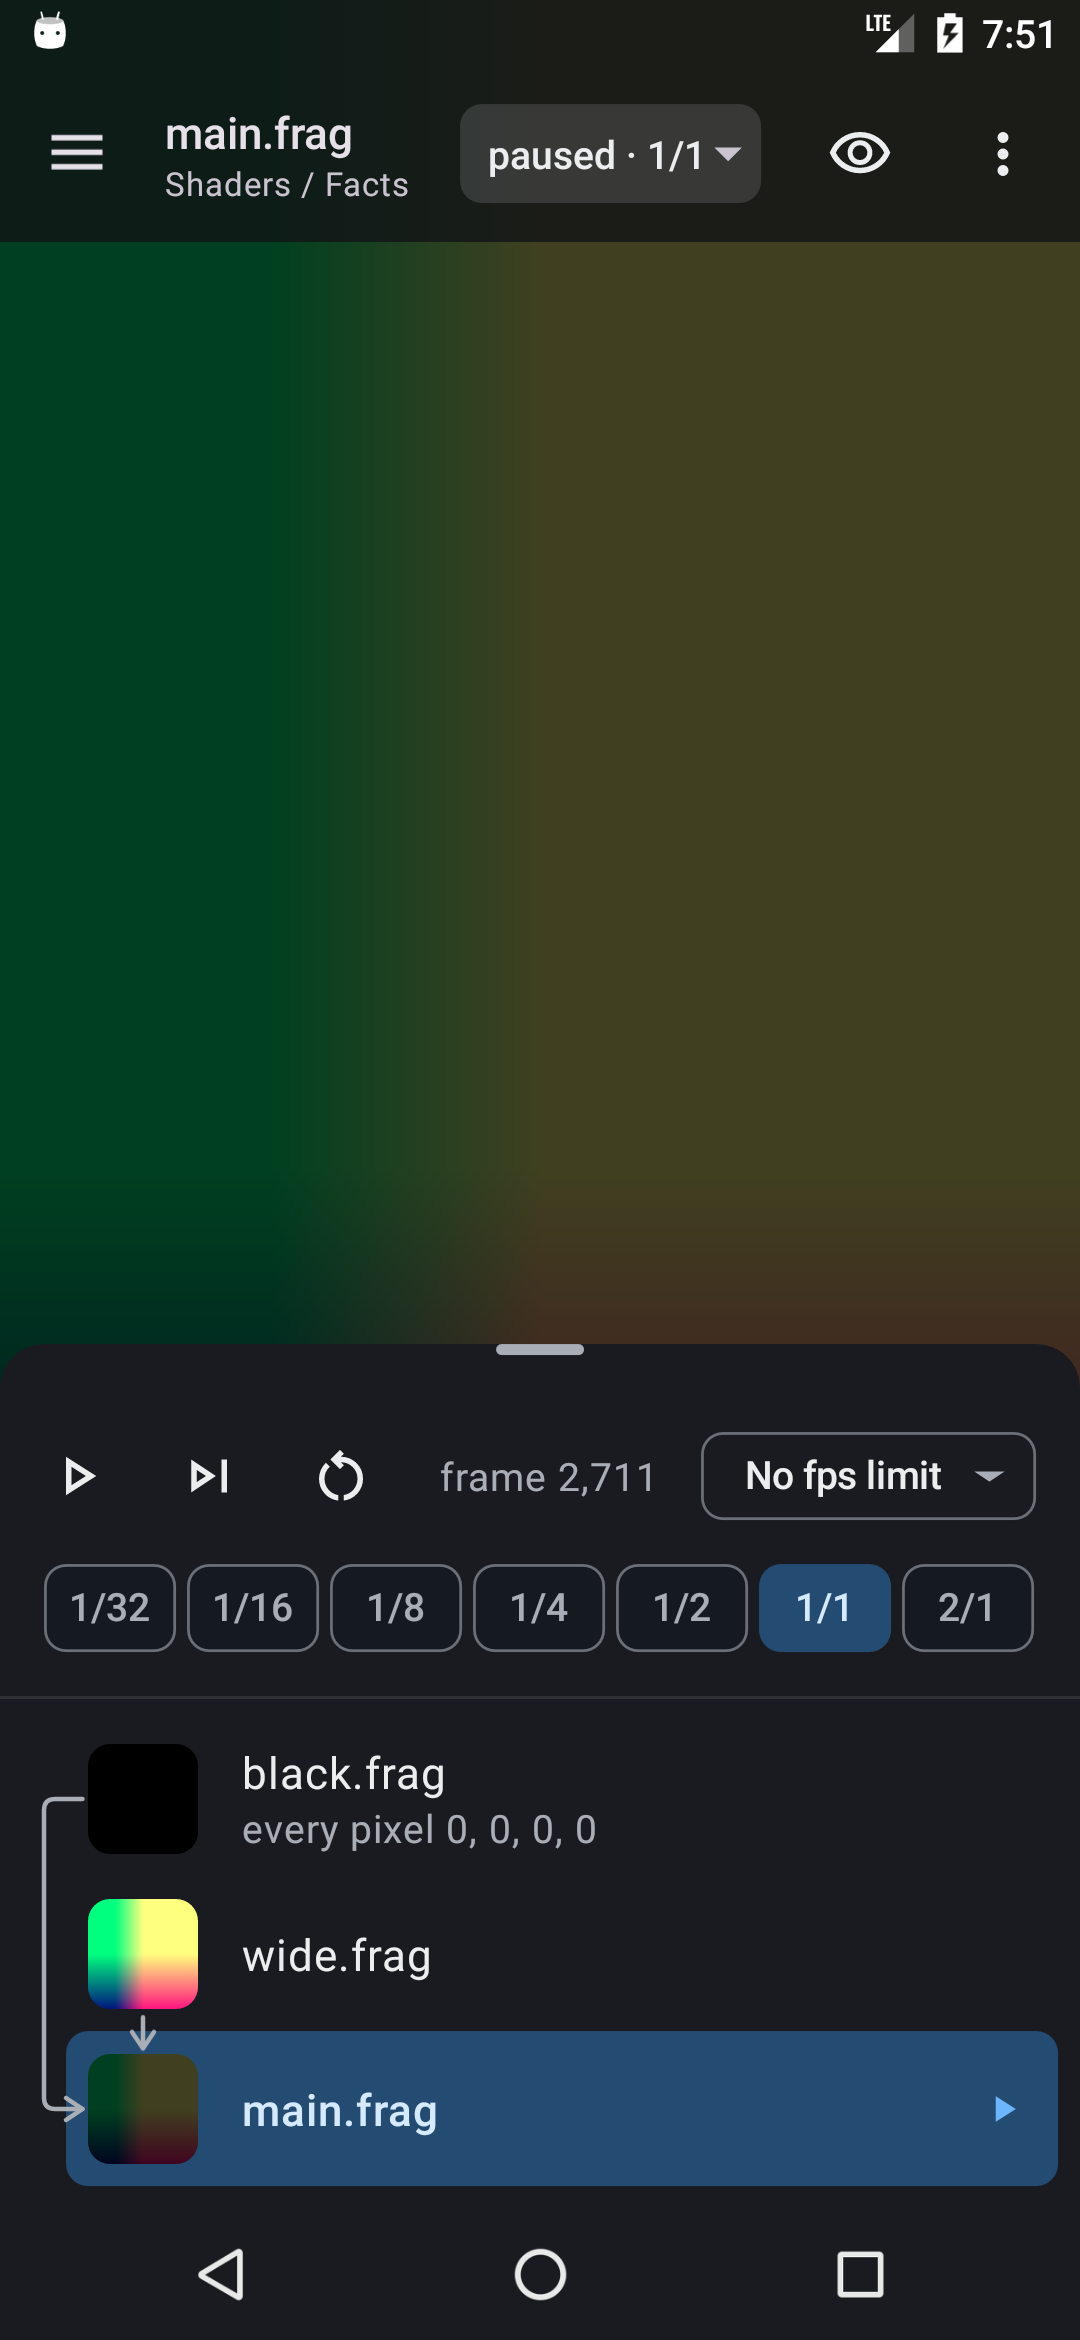 LTE 7:51
main.frag
Shaders / Facts
paused · 1/1
frame 2,711
No fps limit
1/32 1/16 1/8 1/4 1/2 1/1 2/1
black.frag
every pixel 0, 0, 0, 0
wide.frag
main.frag